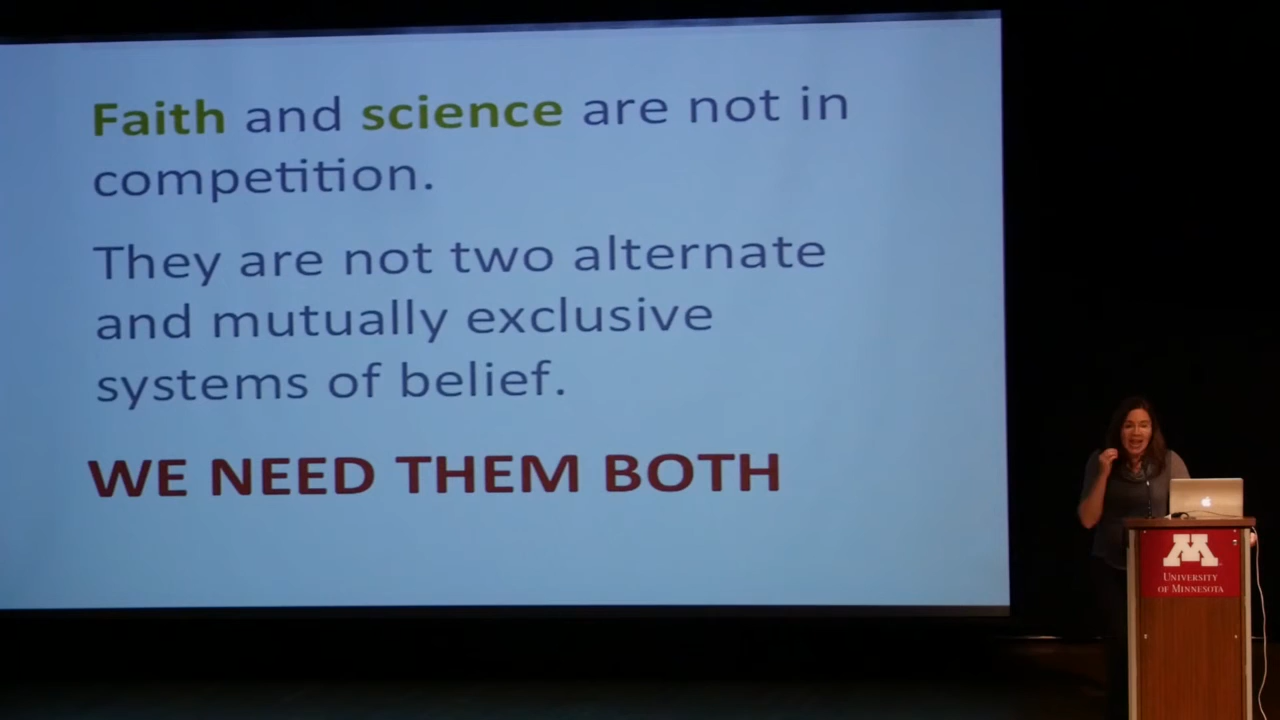 Faith and science are not in
competition.
They are not two alternate
and mutually exclusive
systems of belief.
WE NEED THEM BOTH
M
UNIVERSITY
OF MINNESOTA